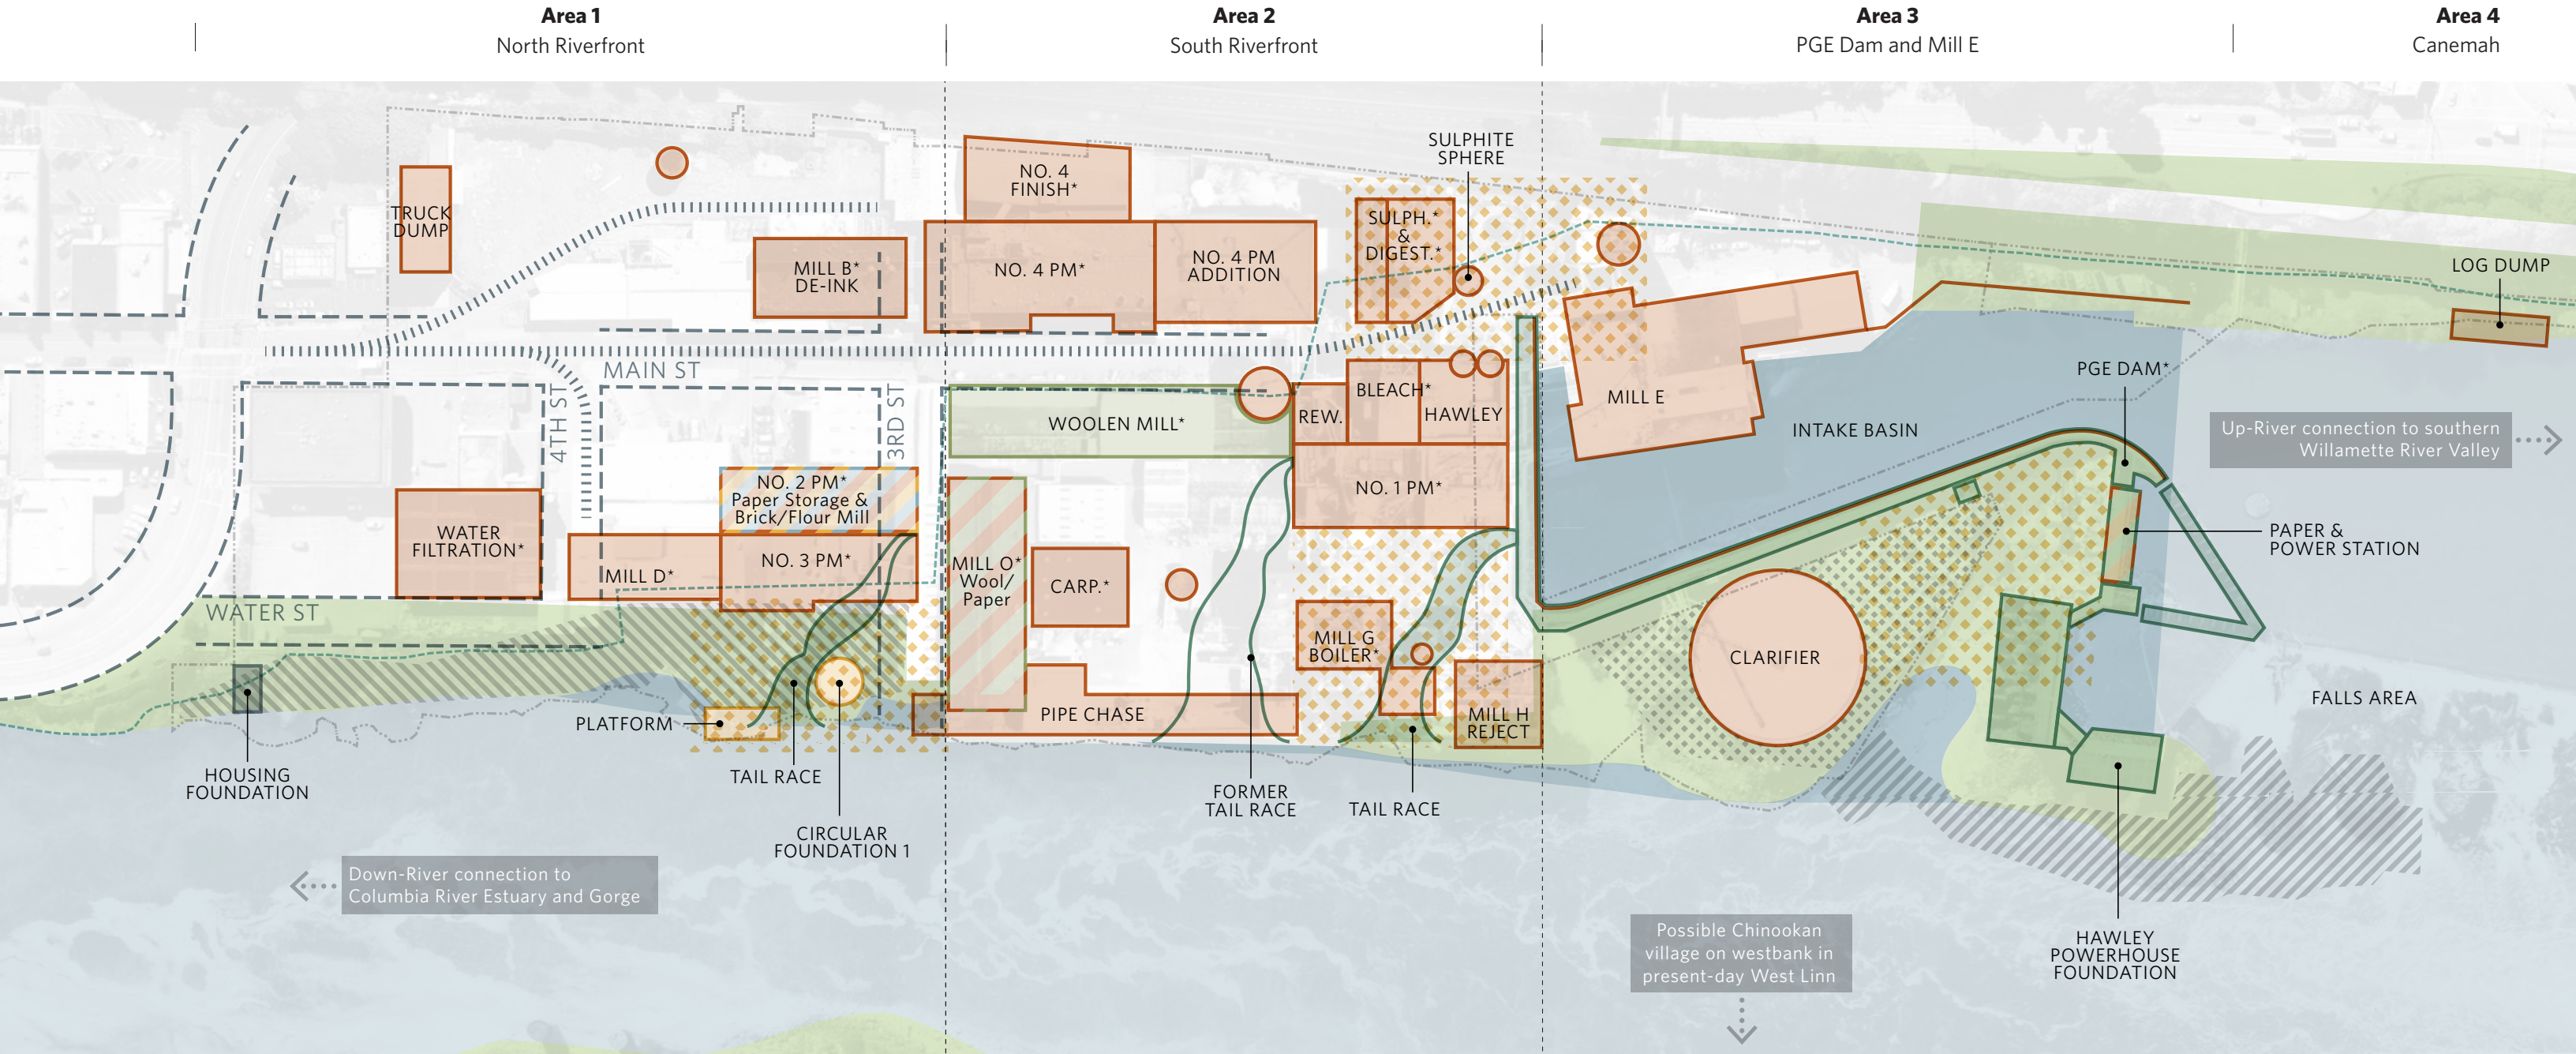 Area 1
North Riverfront
Area 2
South Riverfront
Area 3
PGE Dam and Mill E
Area 4
Canemah
TRUCK
DUMP
MILL B*
DE-INK
NO. 4
FINISH*
NO. 4 PM*
NO. 4 PM
ADDITION
SULPHITE
SPHERE
SULPH.*
&
DIGEST.*
LOG DUMP
MAIN ST
4TH ST
3RD ST
WOOLEN MILL*
REW.
BLEACH*
HAWLEY
NO. 1 PM*
MILL E
INTAKE BASIN
PGE DAM*
Up-River connection to southern
Willamette River Valley
WATER
FILTRATION*
NO. 2 PM*
Paper Storage &
Brick/Flour Mill
MILL D*
NO. 3 PM*
MILL O*
Wool/
Paper
CARP.*
PAPER &
POWER STATION
WATER ST
MILL G
BOILER*
CLARIFIER
FALLS AREA
PLATFORM
PIPE CHASE
MILL H
REJECT
HOUSING
FOUNDATION
TAIL RACE
CIRCULAR
FOUNDATION 1
FORMER
TAIL RACE
TAIL RACE
Down-River connection to
Columbia River Estuary and Gorge
Possible Chinookan
village on westbank in
present-day West Linn
HAWLEY
POWERHOUSE
FOUNDATION